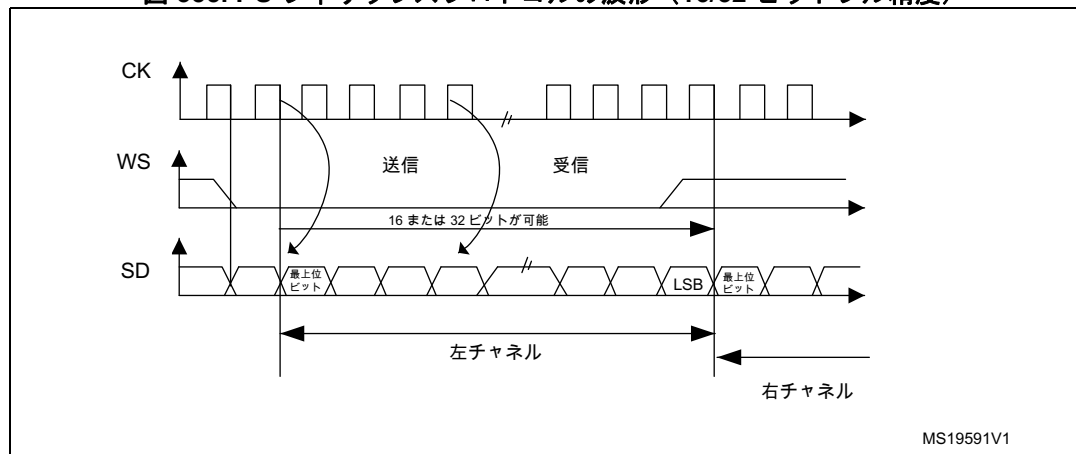 CK
WS
送信
受信
16 または 32 ビットが可能
SD
最上位
ビット
LSB
最上位
ビット
左チャネル
右チャネル
MS19591V1